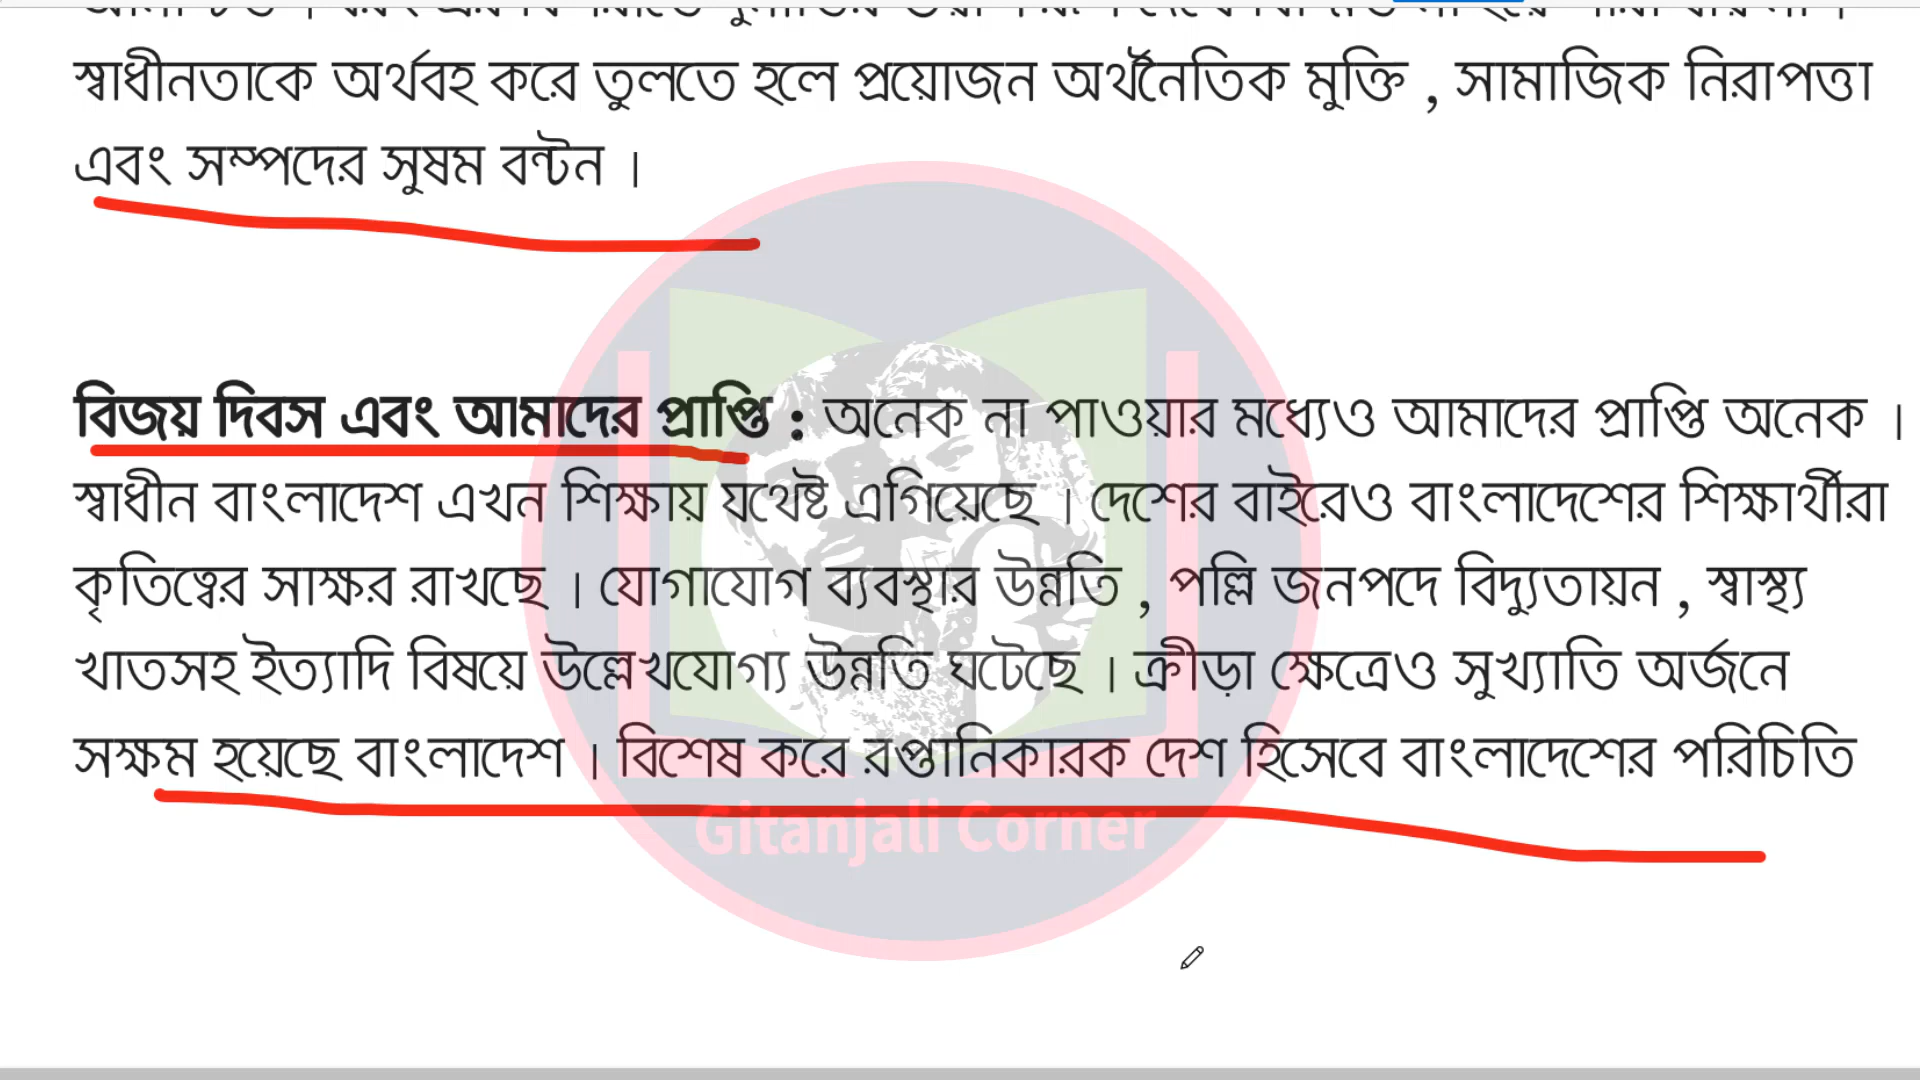 স্বাধীনতাকে অর্থবহ করে তুলতে হলে প্রয়োজন অর্থনৈতিক মুক্তি , সামাজিক নিরাপত্তা
এবং সম্পদের সুষম বন্টন ।
বিজয় দিবস এবং আমাদের প্রাপ্তি : অনেক না পাওয়ার মধ্যেও আমাদের প্রাপ্তি অনেক ।
স্বাধীন বাংলাদেশ এখন শিক্ষায় যথেষ্ট এগিয়েছে । দেশের বাইরেও বাংলাদেশের শিক্ষার্থীরা
কৃতিত্বের সাক্ষর রাখছে । যোগাযোগ ব্যবস্থার উন্নতি , পল্লি জনপদে বিদ্যুতায়ন , স্বাস্থ্য
খাতসহ ইত্যাদি বিষয়ে উল্লেখযোগ্য উন্নতি ঘটেছে । ক্রীড়া ক্ষেত্রেও সুখ্যাতি অর্জনে
সক্ষম হয়েছে বাংলাদেশ । বিশেষ করে রপ্তানিকারক দেশ হিসেবে বাংলাদেশের পরিচিতি
Gitanjali Corner